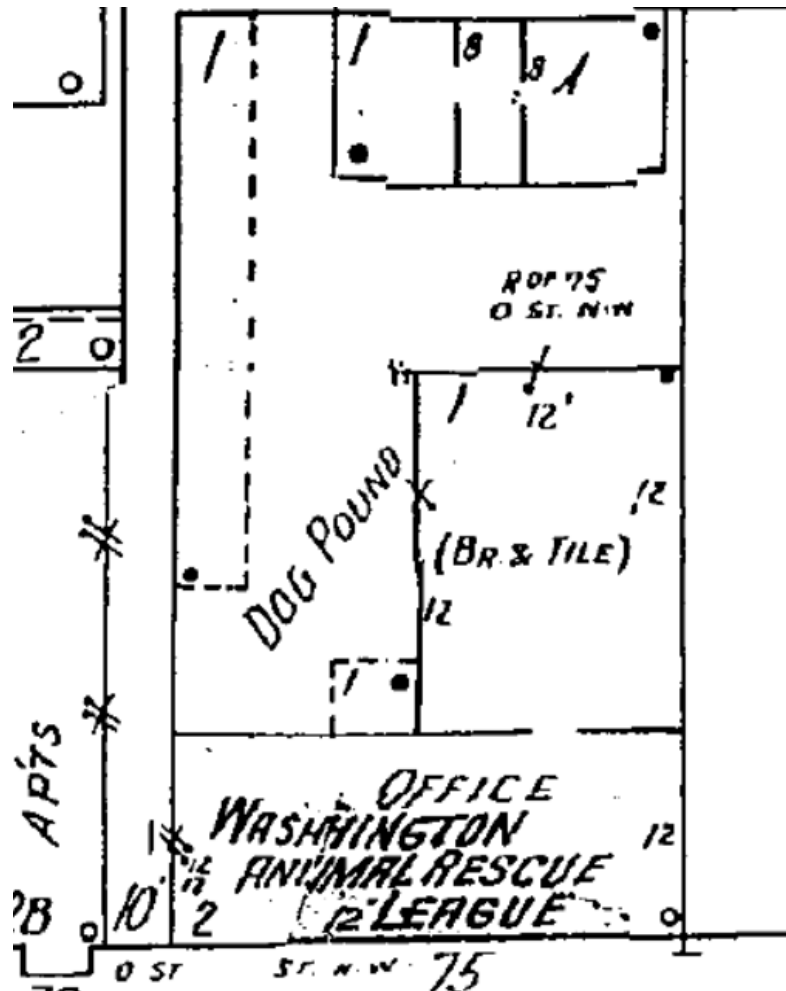 1
1
8
8
A
R OF 75
O ST. N.W
2
1
12'
12
DOG POUND
(BR. & TILE)
12
1
APTS
OFFICE
WASHINGTON
12
ANIMAL RESCUE
12" LEAGUE
10'
2
2B
O ST
ST. N.W.
75